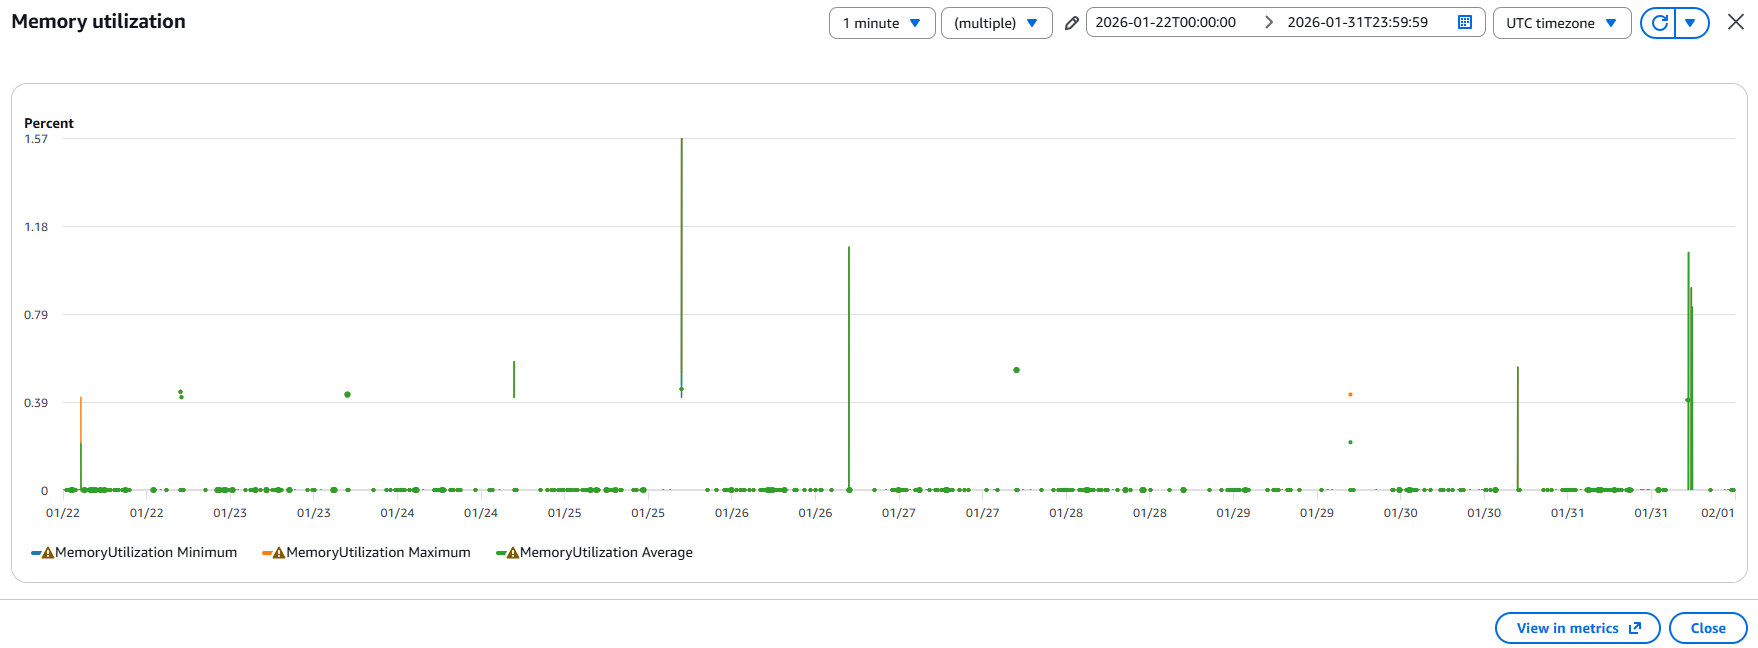 Memory utilization
1 minute
(multiple)
2026-01-22T00:00:00
2026-01-31T23:59:59
UTC timezone
Percent
1.57
1.18
0.79
0.39
0
01/22 01/22 01/23 01/23 01/24 01/24 01/25 01/25 01/26 01/26 01/27 01/27 01/28 01/28 01/29 01/29 01/30 01/30 01/31 01/31 02/01
MemoryUtilization Minimum MemoryUtilization Maximum MemoryUtilization Average
View in metrics
Close